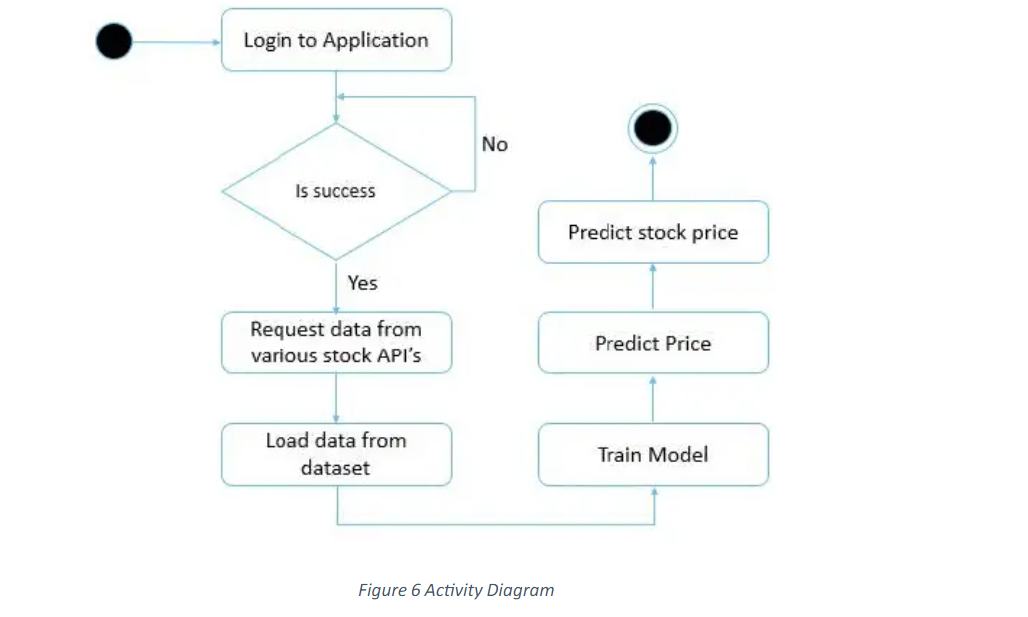 Login to Application
No
Is success
Yes
Request data from
various stock API's
Load data from
dataset
Train Model
Predict Price
Predict stock price
Figure 6 Activity Diagram